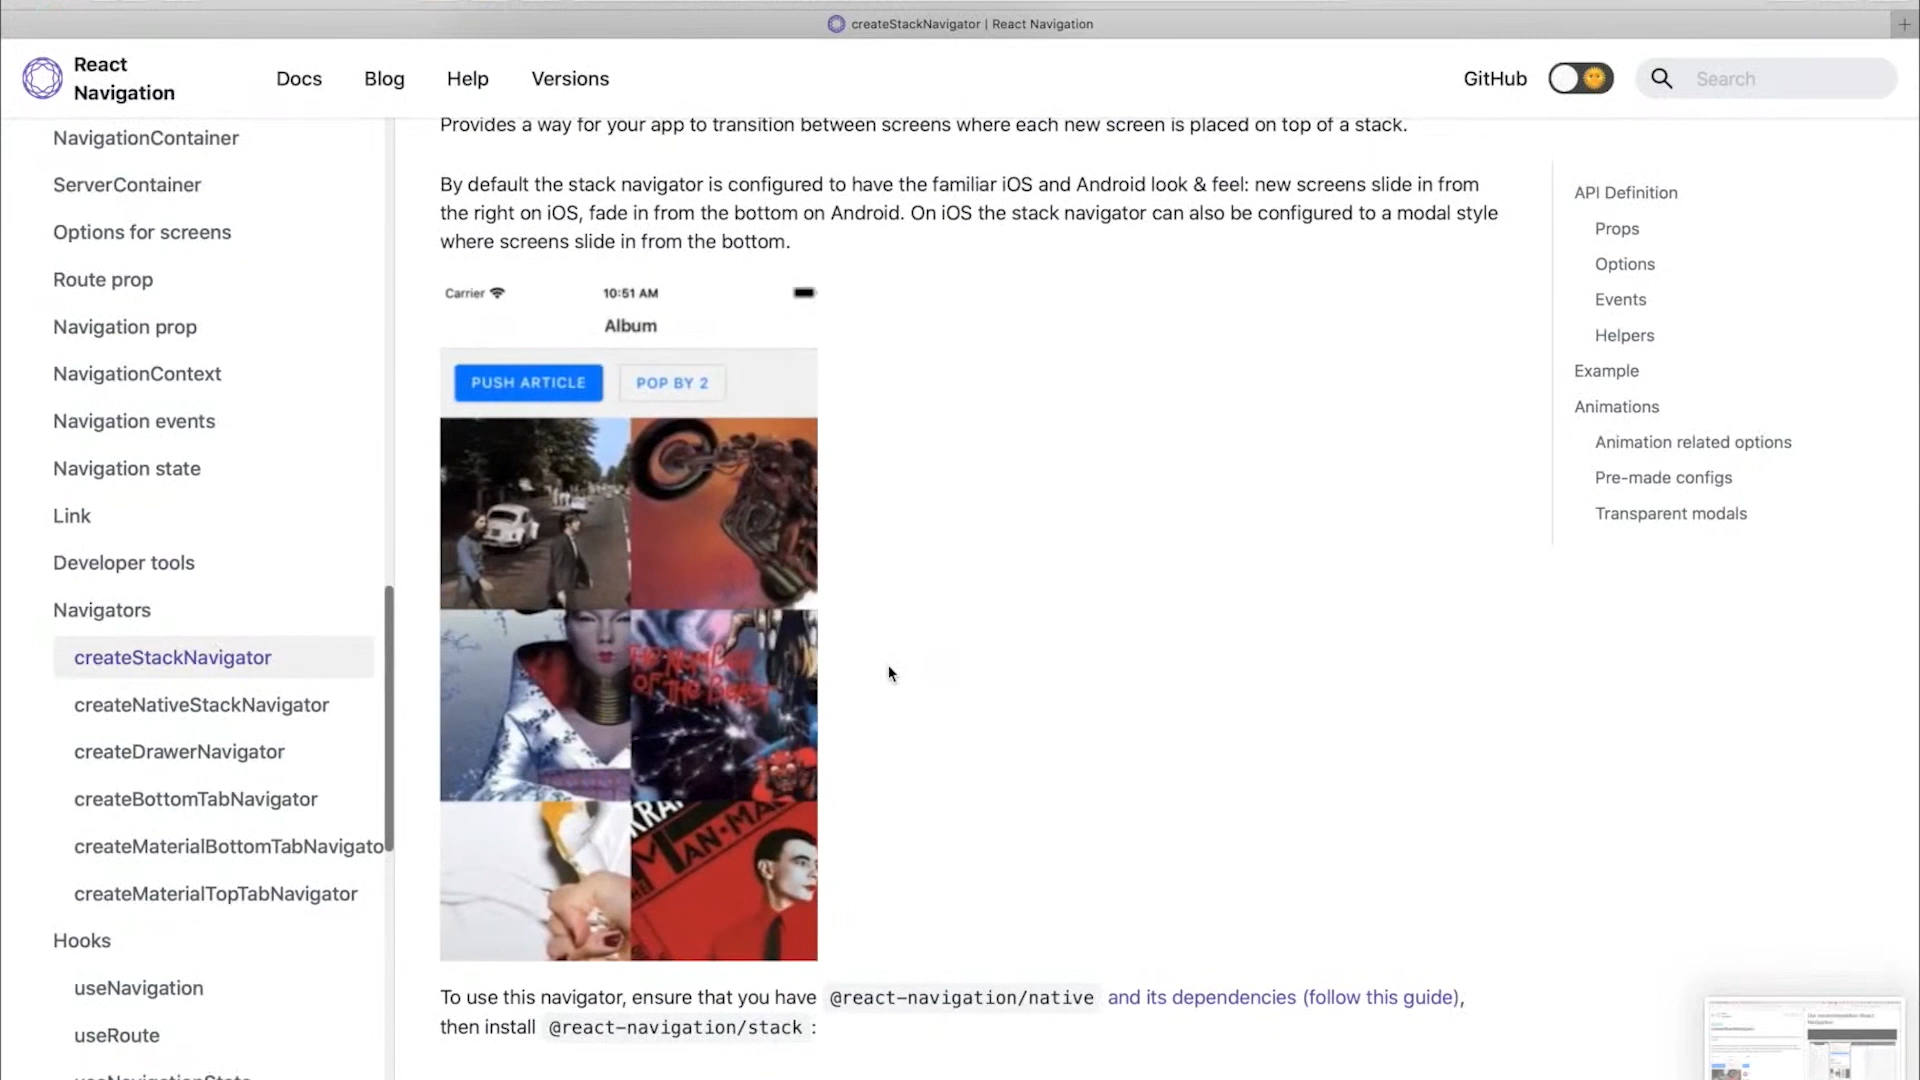 createStackNavigator | React Navigation
+
React
Navigation
Docs
Blog
Help
Versions
GitHub
Search
NavigationContainer
ServerContainer
Options for screens
Route prop
Navigation prop
NavigationContext
Navigation events
Navigation state
Link
Developer tools
Navigators
createStackNavigator
createNativeStackNavigator
createDrawerNavigator
createBottomTabNavigator
createMaterialBottomTabNavigato
createMaterialTopTabNavigator
Hooks
useNavigation
useRoute
Provides a way for your app to transition between screens where each new screen is placed on top of a stack.
By default the stack navigator is configured to have the familiar iOS and Android look & feel: new screens slide in from
the right on iOS, fade in from the bottom on Android. On iOS the stack navigator can also be configured to a modal style
where screens slide in from the bottom.
Carrier
10:51 AM
Album
PUSH ARTICLE
POP BY 2
THE NUMBER
OF THE BEAST
MAN-MA
To use this navigator, ensure that you have @react-navigation/native and its dependencies (follow this guide),
then install @react-navigation/stack :
API Definition
Props
Options
Events
Helpers
Example
Animations
Animation related options
Pre-made configs
Transparent modals